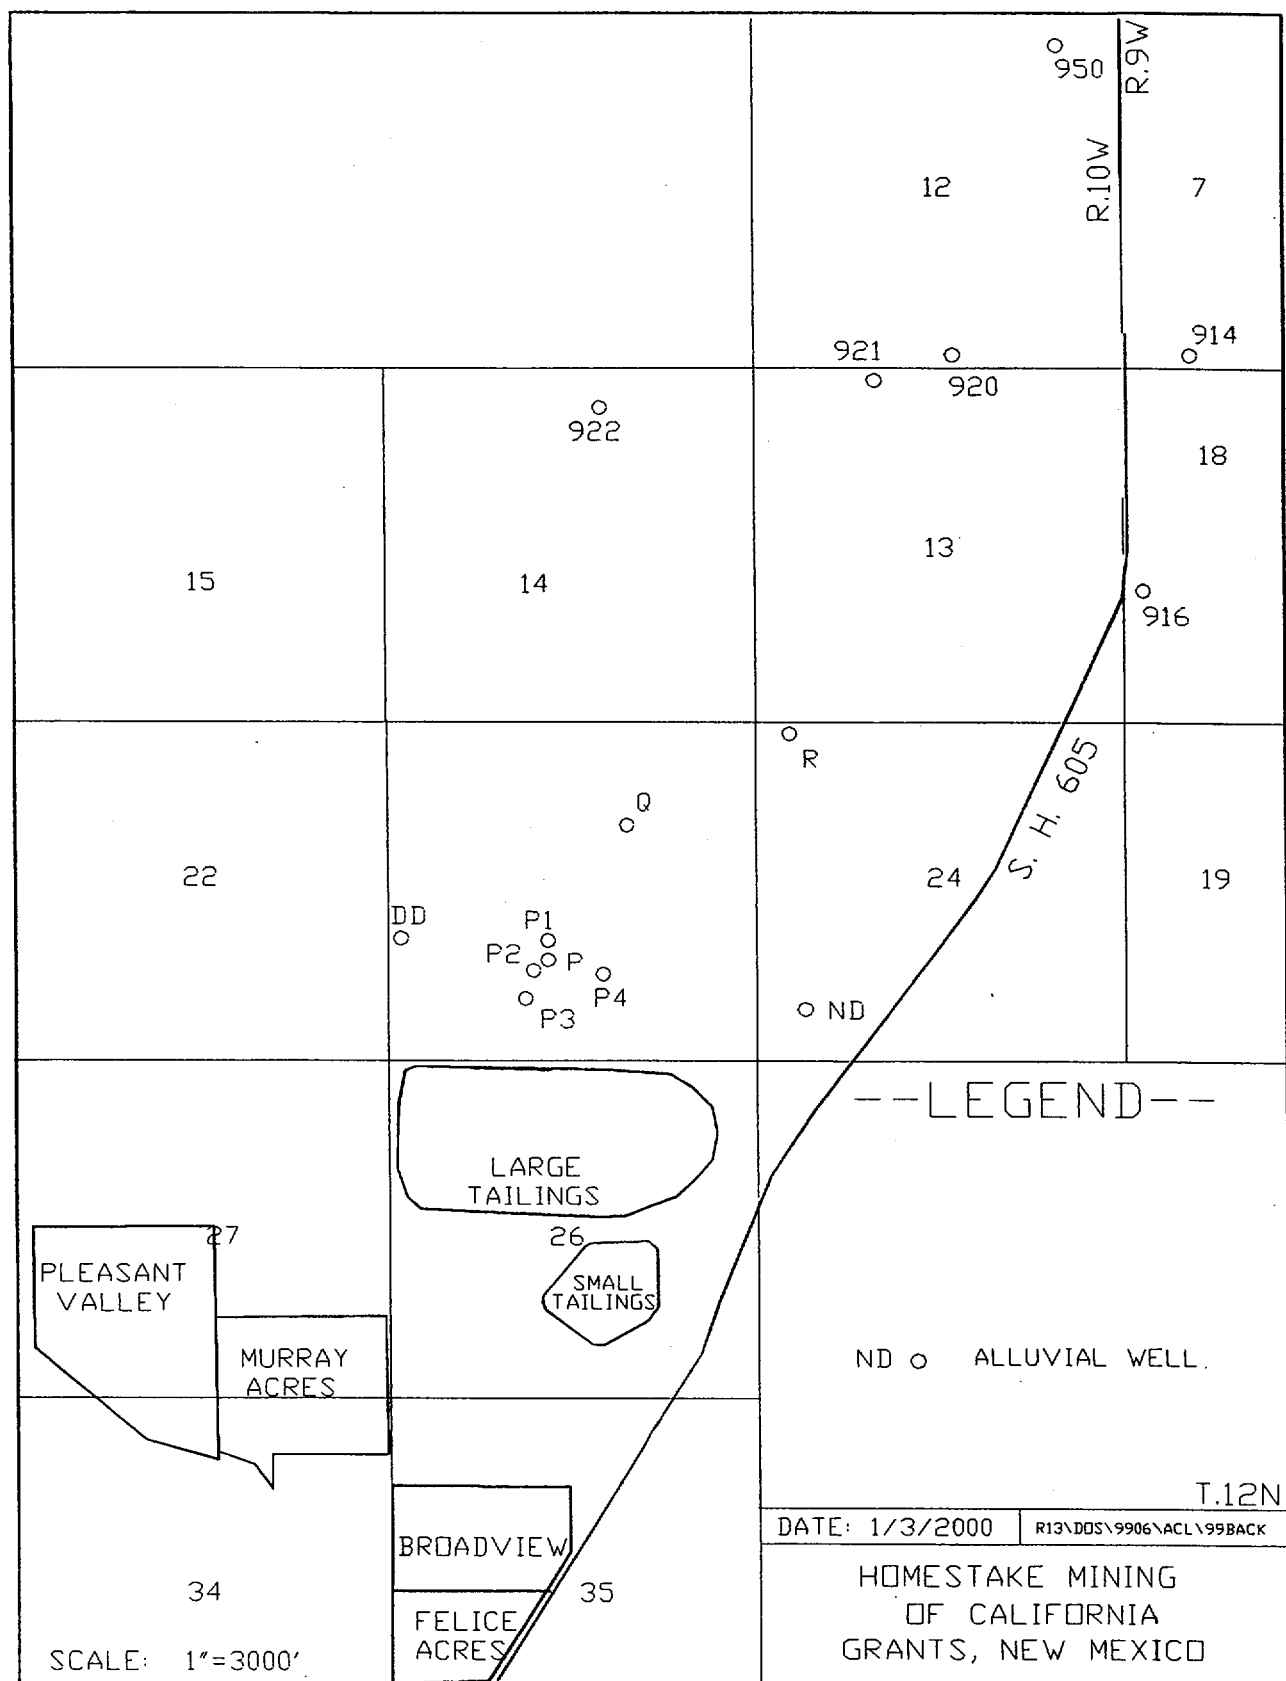 950
R.9W
R.10W
12
7
914
921
920
922
18
13
15
14
916
R
S. H. 605
Q
22
24
19
DD
P1
P2
P
P4
P3
ND
--LEGEND--
LARGE
TAILINGS
27
26
PLEASANT
VALLEY
SMALL
TAILINGS
MURRAY
ACRES
ND ALLUVIAL WELL
T.12N
DATE: 1/3/2000
R13\DOS\9906\ACL\99BACK
BROADVIEW
34
35
HOMESTAKE MINING
OF CALIFORNIA
GRANTS, NEW MEXICO
FELICE
ACRES
SCALE: 1"=3000'